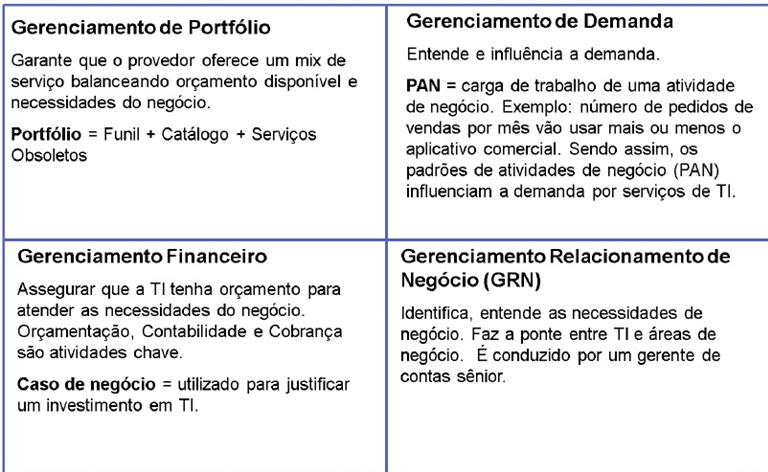 Gerenciamento de Portfólio
Garante que o provedor oferece um mix de
serviço balanceando orçamento disponível e
necessidades do negócio.
Portfólio = Funil + Catálogo + Serviços
Obsoletos
Gerenciamento de Demanda
Entende e influência a demanda.
PAN = carga de trabalho de uma atividade
de negócio. Exemplo: número de pedidos de
vendas por mês vão usar mais ou menos o
aplicativo comercial. Sendo assim, os
padrões de atividades de negócio (PAN)
influenciam a demanda por serviços de TI.
Gerenciamento Financeiro
Assegurar que a TI tenha orçamento para
atender as necessidades do negócio.
Orçamentação, Contabilidade e Cobrança
são atividades chave.
Caso de negócio = utilizado para justificar
um investimento em TI.
Gerenciamento Relacionamento de
Negócio (GRN)
Identifica, entende as necessidades de
negócio. Faz a ponte entre TI e áreas de
negócio. É conduzido por um gerente de
contas sênior.